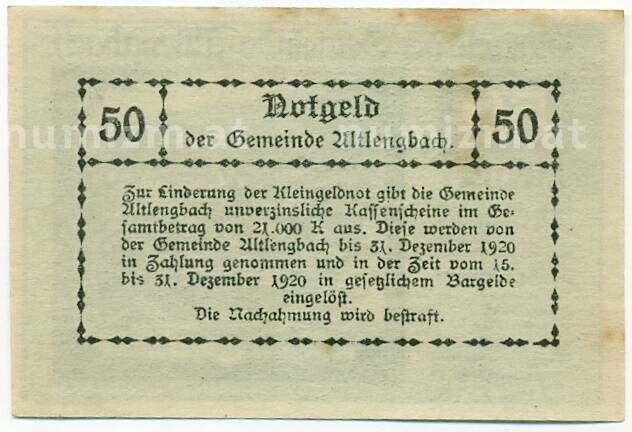 50 Notgeld 50
der Gemeinde Altlengbach.
Zur Linderung der Kleingeldnot gibt die Gemeinde
Altlengbach unverzinsliche Kassenscheine im Ge-
samtbetrag von 21.000 K aus. Diese werden von
der Gemeinde Altlengbach bis 31. Dezember 1920
in Zahlung genommen und in der Zeit vom 15.
bis 31. Dezember 1920 in gesetzlichem Bargelde
eingelöst.
Die Nachahmung wird bestraft.